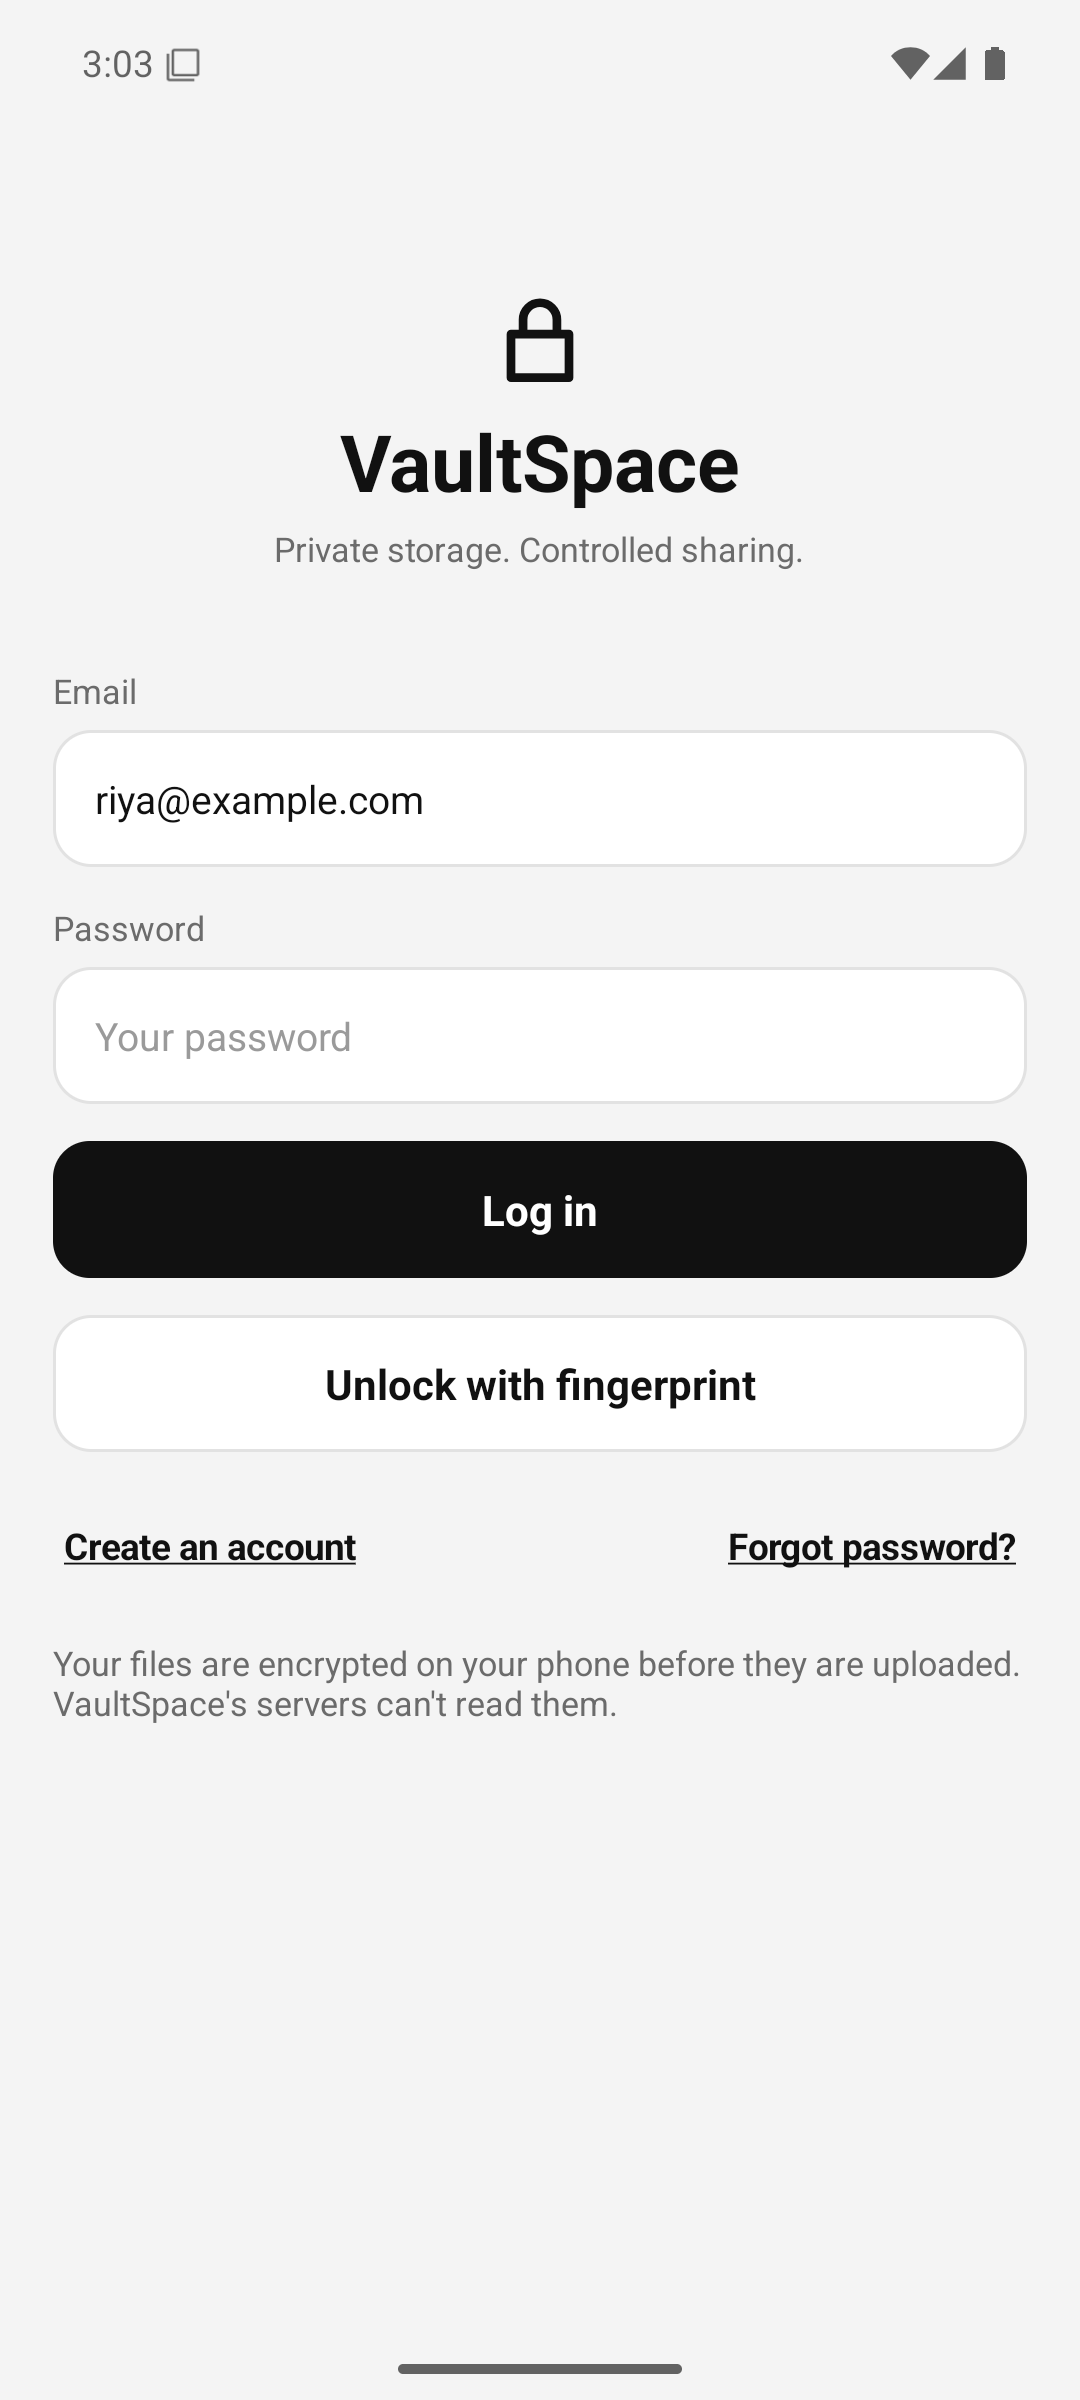 3:03
VaultSpace
Private storage. Controlled sharing.
Email
riya@example.com
Password
Your password
Log in
Unlock with fingerprint
Create an account
Forgot password?
Your files are encrypted on your phone before they are uploaded.
VaultSpace's servers can't read them.